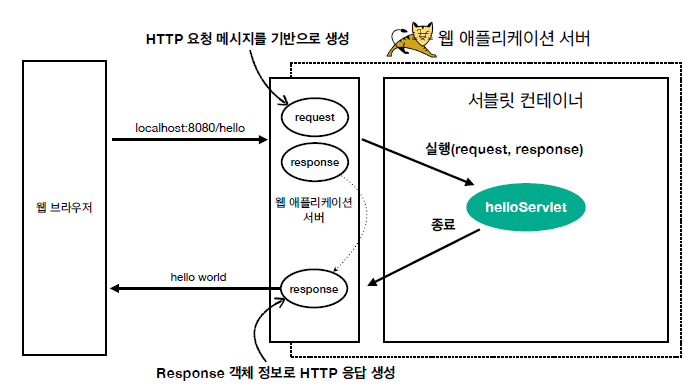 웹 애플리케이션 서버
HTTP 요청 메시지를 기반으로 생성
서블릿 컨테이너
request
localhost:8080/hello
실행(request, response)
response
웹 브라우저
웹 애플리케이션
서버
helloServlet
종료
hello world
response
Response 객체 정보로 HTTP 응답 생성